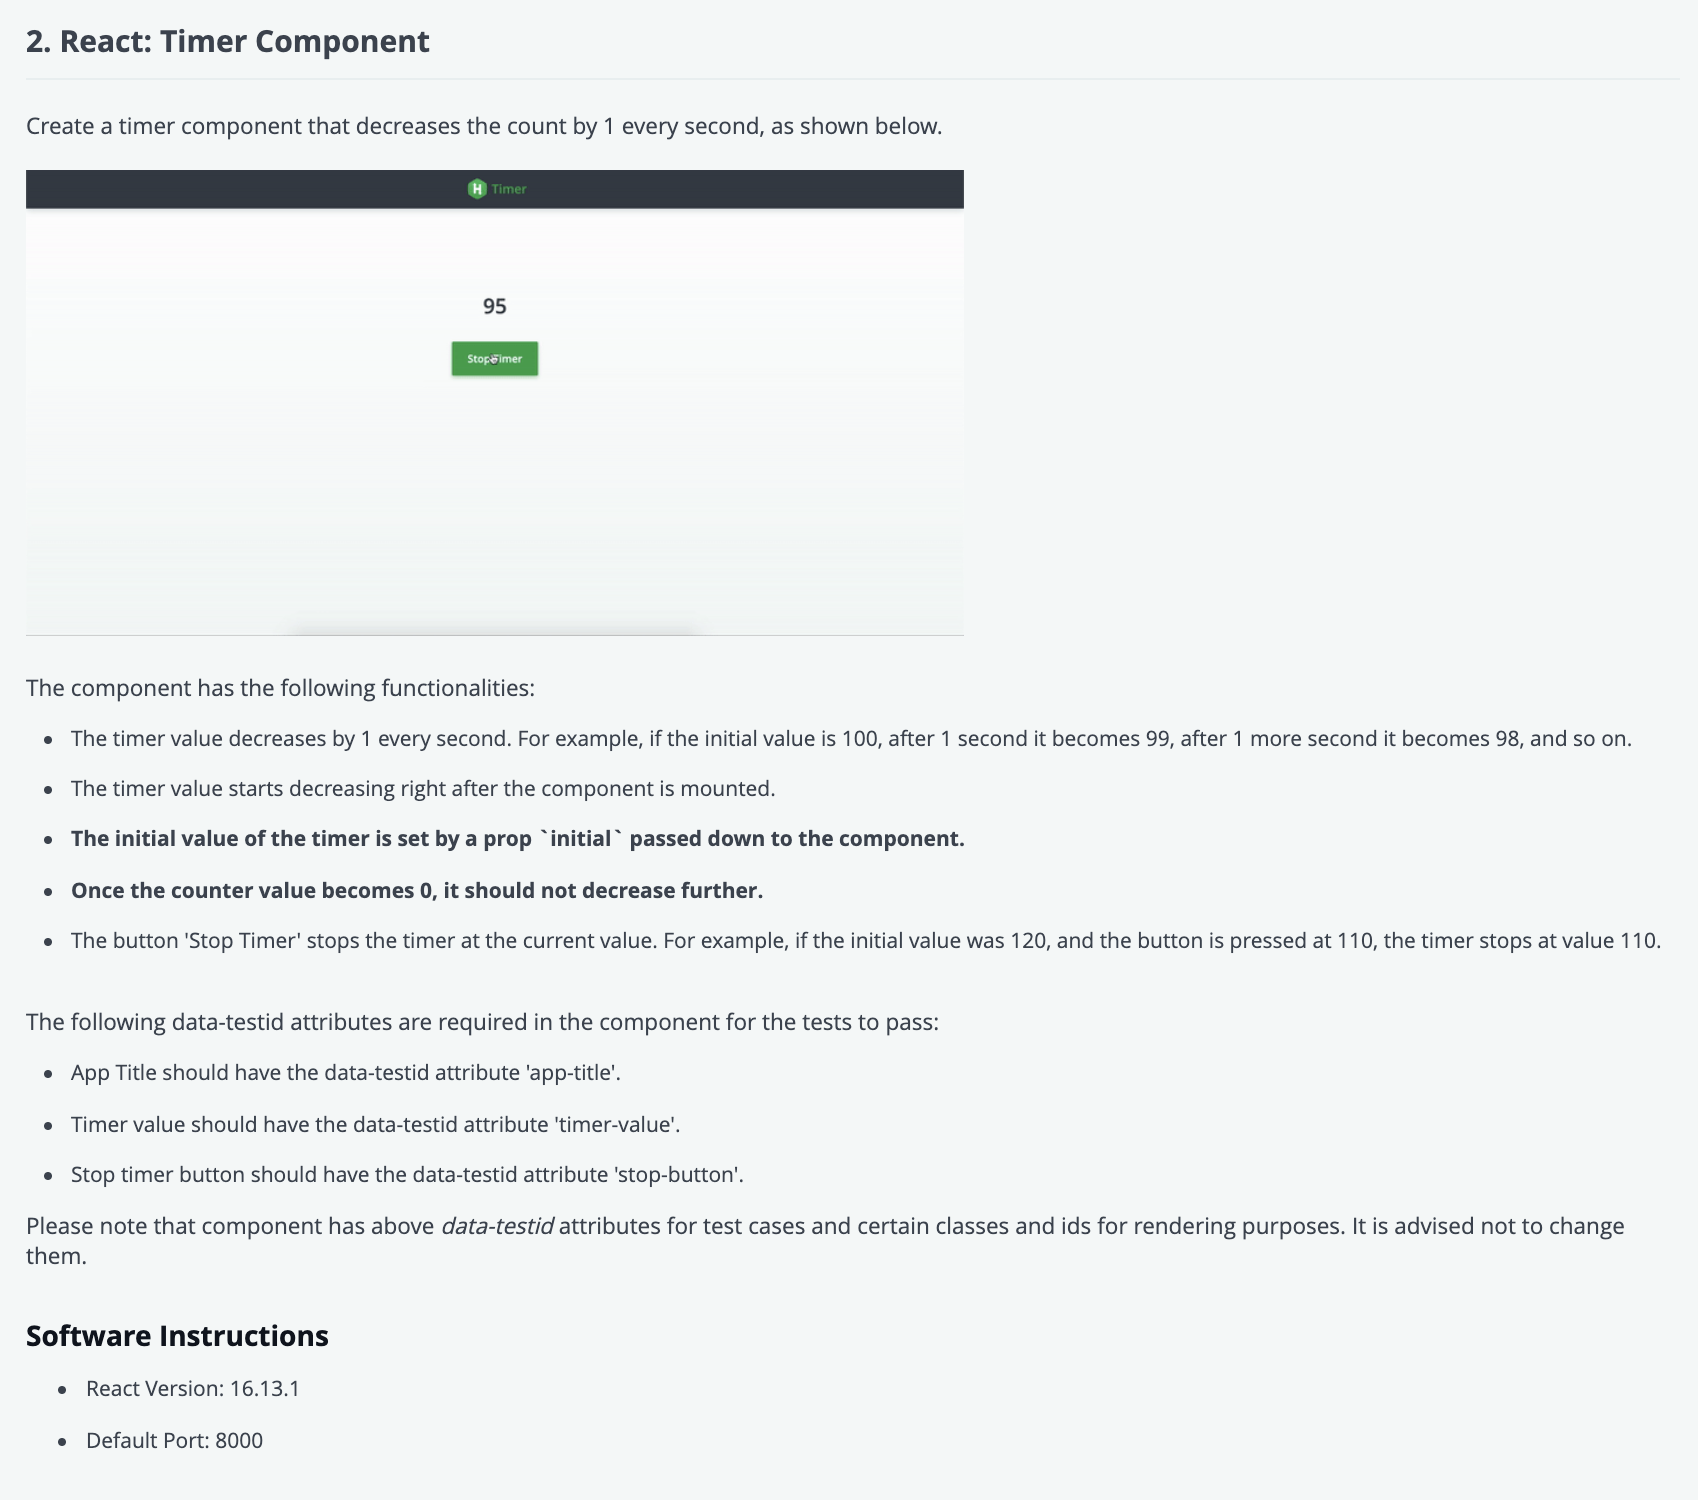 2. React: Timer Component
Create a timer component that decreases the count by 1 every second, as shown below.
H Timer
95
Stop Timer
The component has the following functionalities:
The timer value decreases by 1 every second. For example, if the initial value is 100, after 1 second it becomes 99, after 1 more second it becomes 98, and so on.
The timer value starts decreasing right after the component is mounted.
The initial value of the timer is set by a prop `initial` passed down to the component.
Once the counter value becomes 0, it should not decrease further.
The button 'Stop Timer' stops the timer at the current value. For example, if the initial value was 120, and the button is pressed at 110, the timer stops at value 110.
The following data-testid attributes are required in the component for the tests to pass:
App Title should have the data-testid attribute 'app-title'.
Timer value should have the data-testid attribute 'timer-value'.
Stop timer button should have the data-testid attribute 'stop-button'.
Please note that component has above data-testid attributes for test cases and certain classes and ids for rendering purposes. It is advised not to change
them.
Software Instructions
React Version: 16.13.1
Default Port: 8000